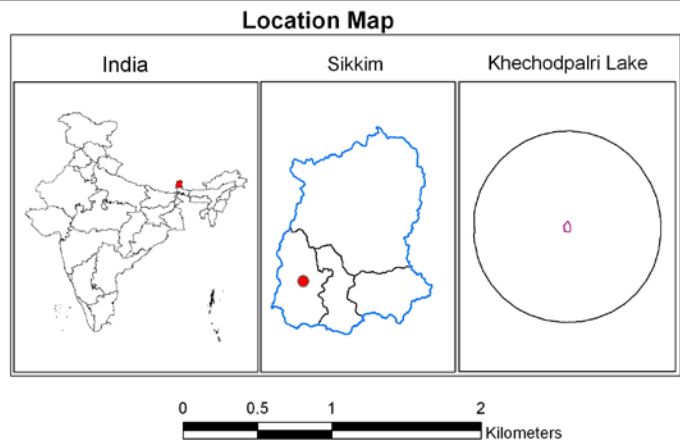 Location Map
India
Sikkim
Khechodpalri Lake
0 0.5 1 2
Kilometers